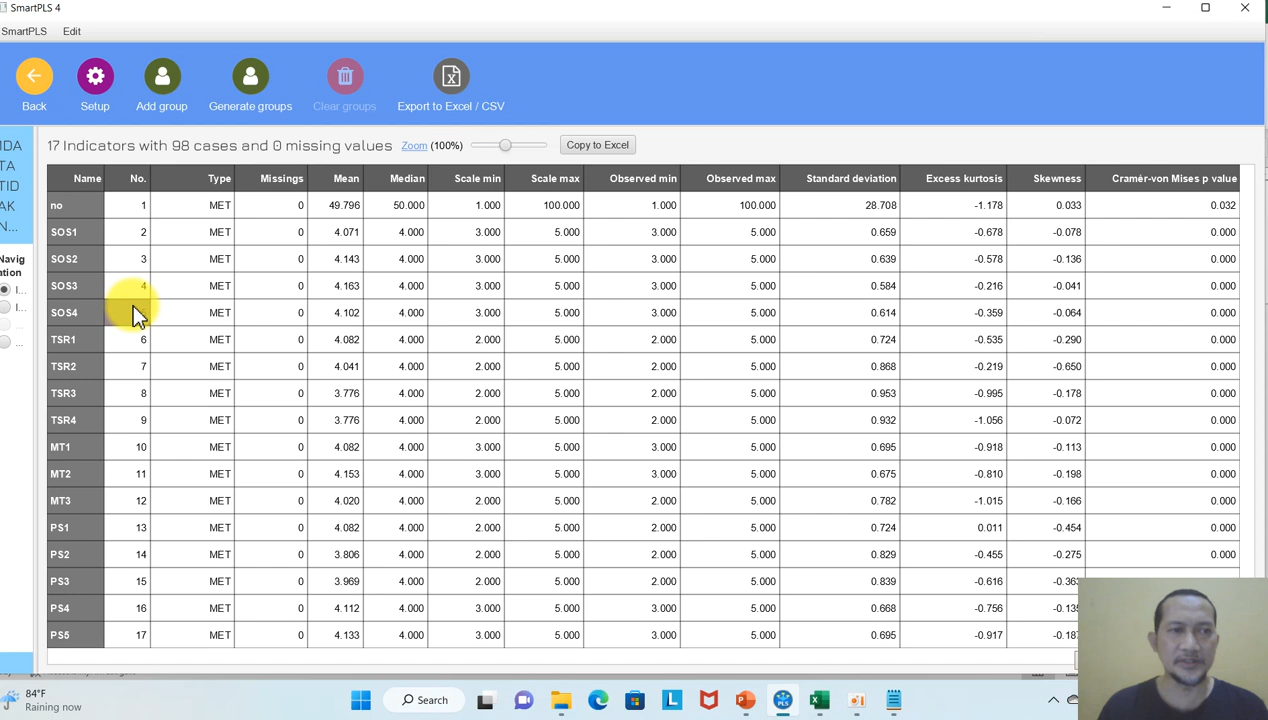 SmartPLS 4
SmartPLS Edit
Back Setup Add group Generate groups Clear groups Export to Excel / CSV
17 Indicators with 98 cases and 0 missing values Zoom (100%) Copy to Excel
Name No. Type Missings Mean Median Scale min Scale max Observed min Observed max Standard deviation Excess kurtosis Skewness Cramér-von Mises p value
no 1 MET 0 49.796 50.000 1.000 100.000 1.000 100.000 28.708 -1.178 0.033 0.032
SOS1 2 MET 0 4.071 4.000 3.000 5.000 3.000 5.000 0.659 -0.678 -0.078 0.000
SOS2 3 MET 0 4.143 4.000 3.000 5.000 3.000 5.000 0.639 -0.578 -0.136 0.000
SOS3 4 MET 0 4.163 4.000 3.000 5.000 3.000 5.000 0.584 -0.216 -0.041 0.000
SOS4 MET 0 4.102 4.000 3.000 5.000 3.000 5.000 0.614 -0.359 -0.064 0.000
TSR1 6 MET 0 4.082 4.000 2.000 5.000 2.000 5.000 0.724 -0.535 -0.290 0.000
TSR2 7 MET 0 4.041 4.000 2.000 5.000 2.000 5.000 0.868 -0.219 -0.650 0.000
TSR3 8 MET 0 3.776 4.000 2.000 5.000 2.000 5.000 0.953 -0.995 -0.178 0.000
TSR4 9 MET 0 3.776 4.000 2.000 5.000 2.000 5.000 0.932 -1.056 -0.072 0.000
MT1 10 MET 0 4.082 4.000 3.000 5.000 3.000 5.000 0.695 -0.918 -0.113 0.000
MT2 11 MET 0 4.153 4.000 3.000 5.000 3.000 5.000 0.675 -0.810 -0.198 0.000
MT3 12 MET 0 4.020 4.000 2.000 5.000 2.000 5.000 0.782 -1.015 -0.166 0.000
PS1 13 MET 0 4.082 4.000 2.000 5.000 2.000 5.000 0.724 0.011 -0.454 0.000
PS2 14 MET 0 3.806 4.000 2.000 5.000 2.000 5.000 0.829 -0.455 -0.275 0.000
PS3 15 MET 0 3.969 4.000 2.000 5.000 2.000 5.000 0.839 -0.616 -0.363
PS4 16 MET 0 4.112 4.000 3.000 5.000 3.000 5.000 0.668 -0.756 -0.135
PS5 17 MET 0 4.133 4.000 3.000 5.000 3.000 5.000 0.695 -0.917 -0.187
TA
TID
AK
N...
Navig
ation
I...
I...
...
...
84°F
Raining now
Search